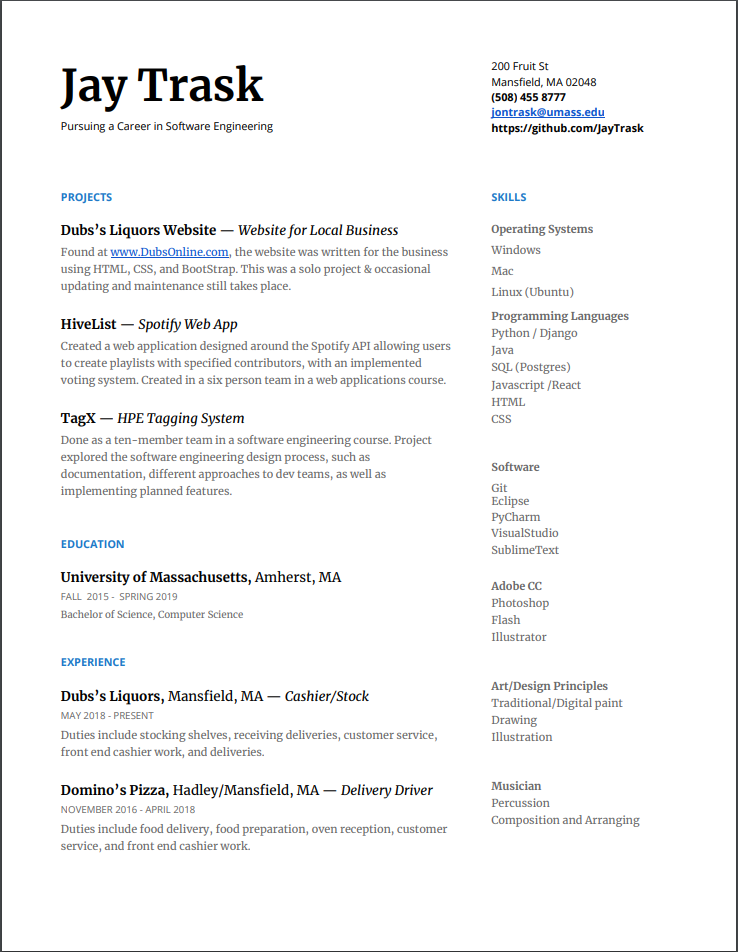 Jay Trask
Pursuing a Career in Software Engineering
200 Fruit St
Mansfield, MA 02048
(508) 455 8777
jontrask@umass.edu
https://github.com/JayTrask
PROJECTS
Dubs’s Liquors Website — Website for Local Business
Found at www.DubsOnline.com, the website was written for the business
using HTML, CSS, and BootStrap. This was a solo project & occasional
updating and maintenance still takes place.
HiveList — Spotify Web App
Created a web application designed around the Spotify API allowing users
to create playlists with specified contributors, with an implemented
voting system. Created in a six person team in a web applications course.
TagX — HPE Tagging System
Done as a ten-member team in a software engineering course. Project
explored the software engineering design process, such as
documentation, different approaches to dev teams, as well as
implementing planned features.
EDUCATION
University of Massachusetts, Amherst, MA
FALL 2015 - SPRING 2019
Bachelor of Science, Computer Science
EXPERIENCE
Dubs’s Liquors, Mansfield, MA — Cashier/Stock
MAY 2018 - PRESENT
Duties include stocking shelves, receiving deliveries, customer service,
front end cashier work, and deliveries.
Domino’s Pizza, Hadley/Mansfield, MA — Delivery Driver
NOVEMBER 2016 - APRIL 2018
Duties include food delivery, food preparation, oven reception, customer
service, and front end cashier work.
SKILLS
Operating Systems
Windows
Mac
Linux (Ubuntu)
Programming Languages
Python / Django
Java
SQL (Postgres)
Javascript /React
HTML
CSS
Software
Git
Eclipse
PyCharm
VisualStudio
SublimeText
Adobe CC
Photoshop
Flash
Illustrator
Art/Design Principles
Traditional/Digital paint
Drawing
Illustration
Musician
Percussion
Composition and Arranging